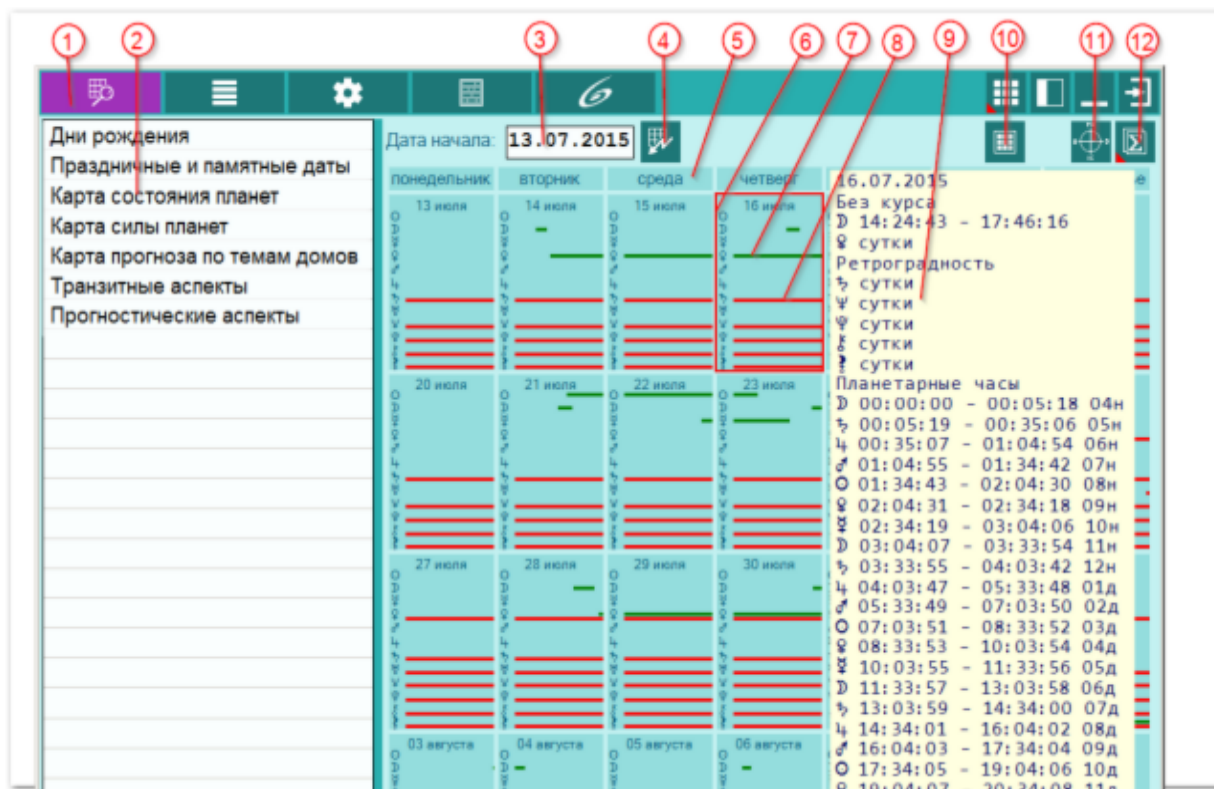 1 2 3 4 5 6 7 8 9 10 11 12
Дни рождения
Праздничные и памятные даты
Карта состояния планет
Карта силы планет
Карта прогноза по темам домов
Транзитные аспекты
Прогностические аспекты
Дата начала: 13.07.2015
понедельник вторник среда четверг
13 июля 14 июля 15 июля 16 июля
20 июля 21 июля 22 июля 23 июля
27 июля 28 июля 29 июля 30 июля
03 августа 04 августа 05 августа 06 августа
16.07.2015
Без курса
☽ 14:24:43 - 17:46:16
♀ сутки
Ретроградность
♄ сутки
♆ сутки
сутки
⚷ сутки
сутки
Планетарные часы
☽ 00:00:00 - 00:05:18 04н
♄ 00:05:19 - 00:35:06 05н
♃ 00:35:07 - 01:04:54 06н
♂ 01:04:55 - 01:34:42 07н
О 01:34:43 - 02:04:30 08н
♀ 02:04:31 - 02:34:18 09н
☿ 02:34:19 - 03:04:06 10н
☽ 03:04:07 - 03:33:54 11н
♄ 03:33:55 - 04:03:42 12н
♃ 04:03:47 - 05:33:48 01д
♂ 05:33:49 - 07:03:50 02д
О 07:03:51 - 08:33:52 03д
♀ 08:33:53 - 10:03:54 04д
☿ 10:03:55 - 11:33:56 05д
☽ 11:33:57 - 13:03:58 06д
♄ 13:03:59 - 14:34:00 07д
♃ 14:34:01 - 16:04:02 08д
♂ 16:04:03 - 17:34:04 09д
О 17:34:05 - 19:04:06 10д
♀ 19:04:07 - 20:34:08 11д